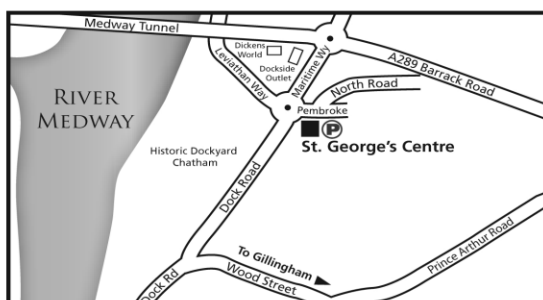 Medway Tunnel
Dickens
World
Dockside
Outlet
Leviathan Way
Maritime Wy
A289 Barrack Road
North Road
Pembroke
RIVER
MEDWAY
P
St. George's Centre
Historic Dockyard
Chatham
Dock Road
To Gillingham
Wood Street
Prince Arthur Road
Dock Rd